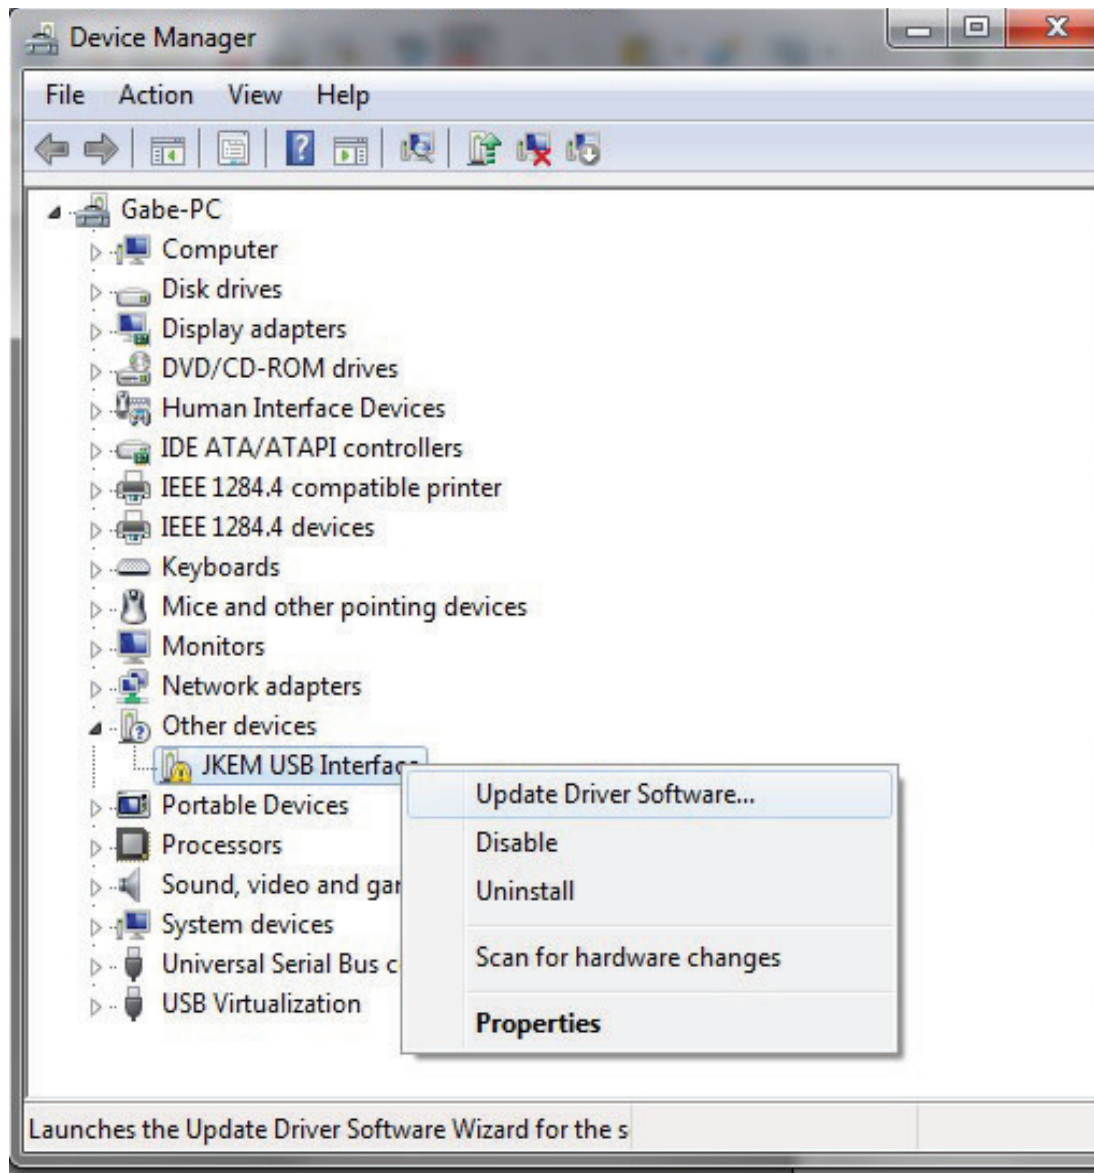 Device Manager
File Action View Help
Gabe-PC
Computer
Disk drives
Display adapters
DVD/CD-ROM drives
Human Interface Devices
IDE ATA/ATAPI controllers
IEEE 1284.4 compatible printer
IEEE 1284.4 devices
Keyboards
Mice and other pointing devices
Monitors
Network adapters
Other devices
JKEM USB Interface
Portable Devices
Processors
Sound, video and gar
System devices
Universal Serial Bus c
USB Virtualization
Update Driver Software...
Disable
Uninstall
Scan for hardware changes
Properties
Launches the Update Driver Software Wizard for the s